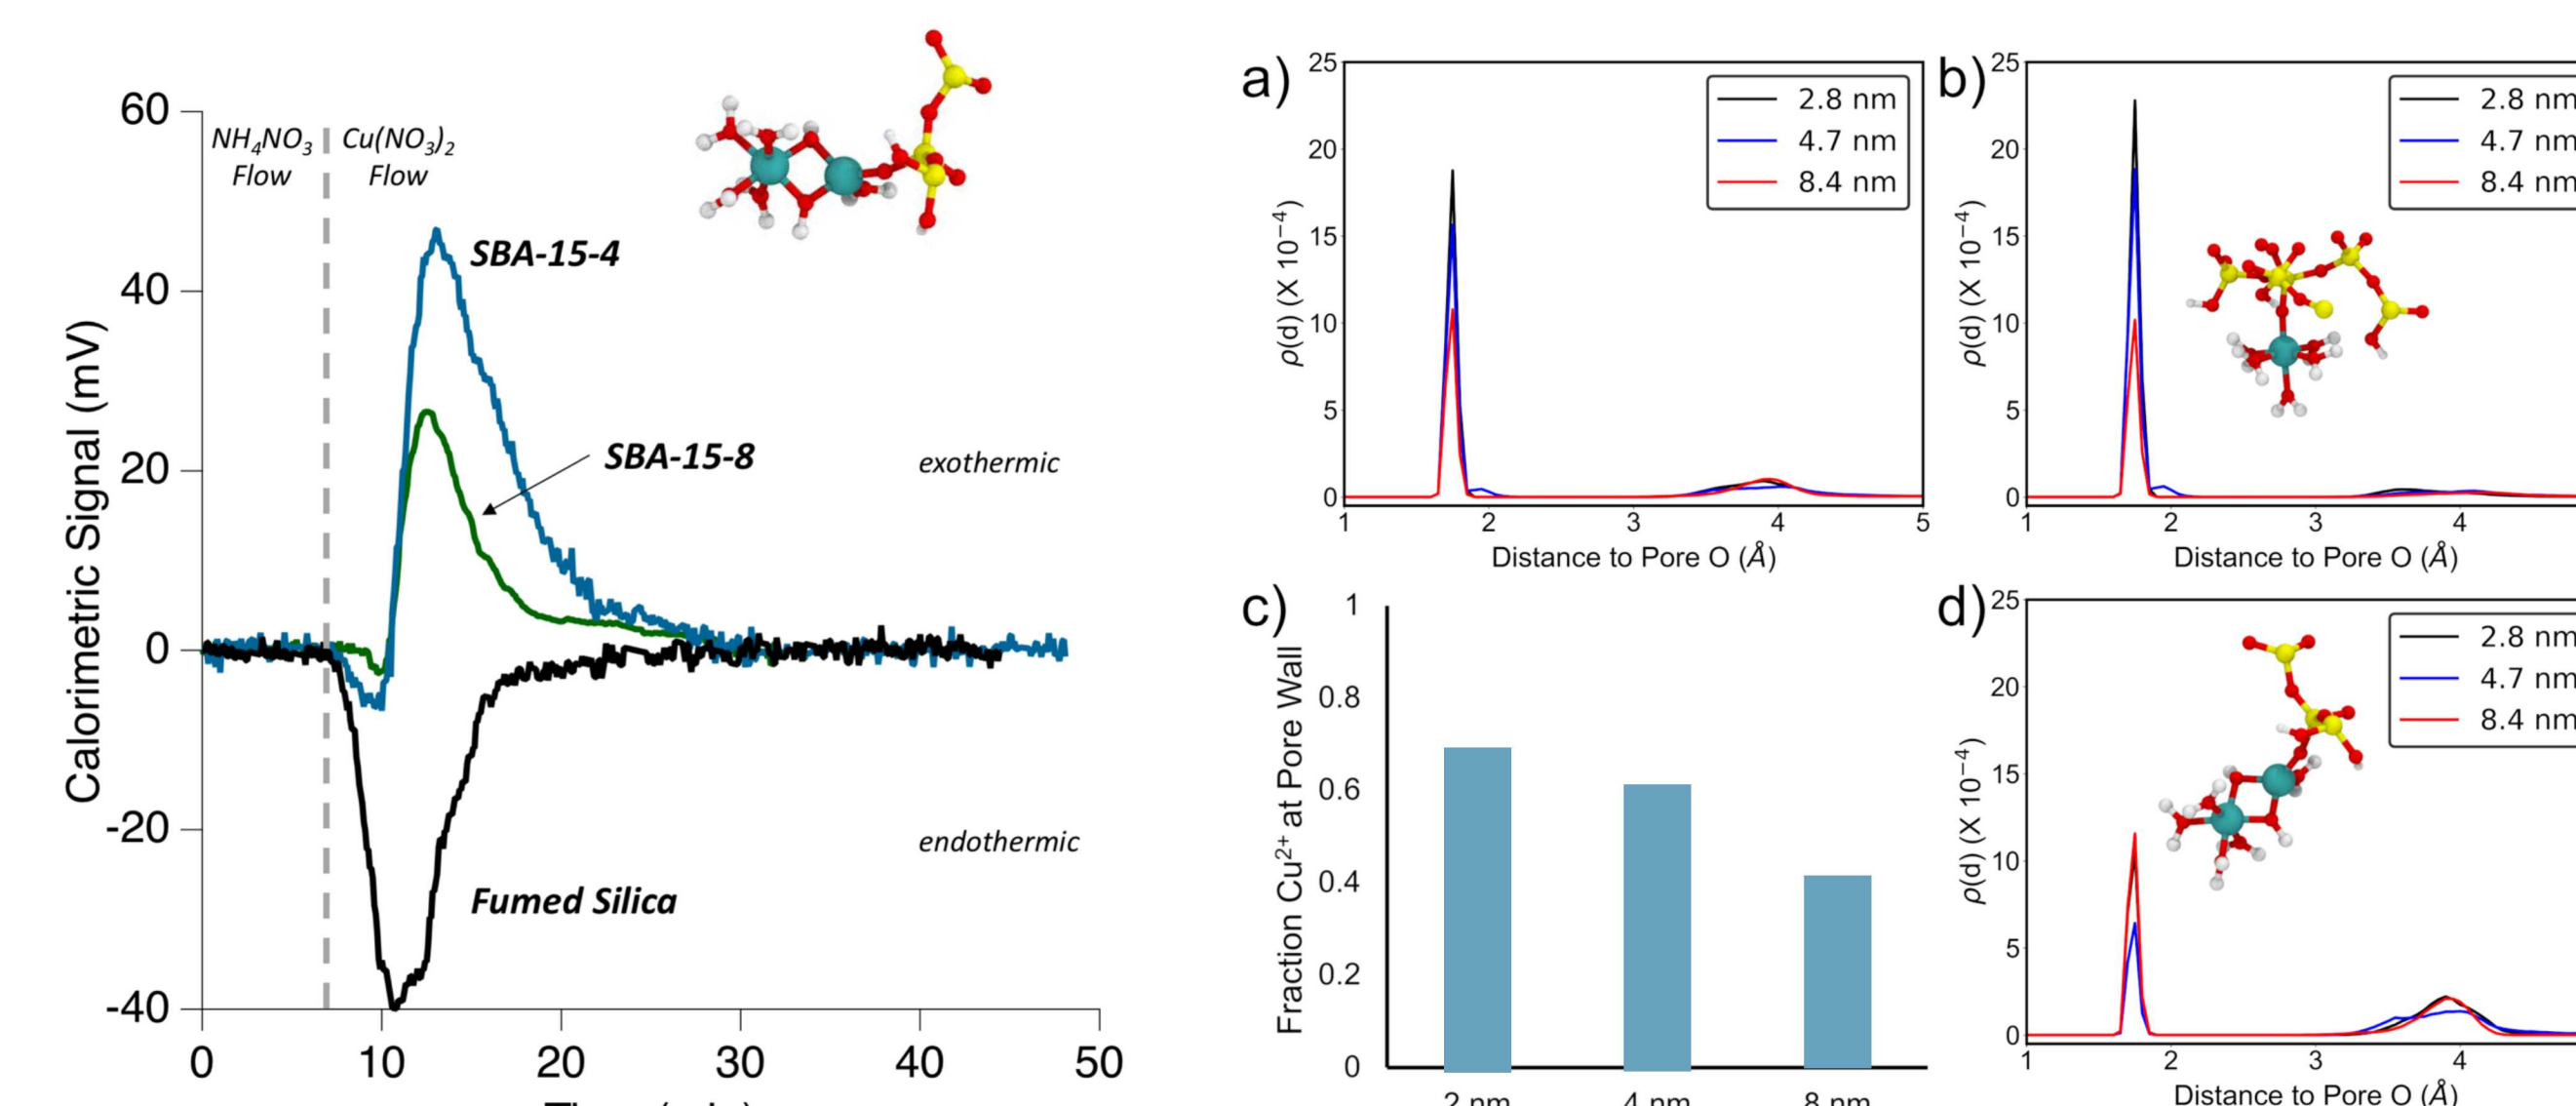 60
40
20
0
-20
-40
Calorimetric Signal (mV)
NH₄NO₃
Flow
Cu(NO₃)₂
Flow
SBA-15-4
SBA-15-8
exothermic
endothermic
Fumed Silica
0 10 20 30 40 50
a)
25
20
15
10
5
0
ρ(d) (X 10⁻⁴)
2.8 nm
4.7 nm
8.4 nm
1 2 3 4 5
Distance to Pore O (Å)
b)
25
20
15
10
5
0
ρ(d) (X 10⁻⁴)
2.8 nm
4.7 nm
8.4 nm
1 2 3 4
Distance to Pore O (Å)
c)
1
0.8
0.6
0.4
0.2
0
Fraction Cu²⁺ at Pore Wall
2 nm 4 nm 8 nm
d)
25
20
15
10
5
0
ρ(d) (X 10⁻⁴)
2.8 nm
4.7 nm
8.4 nm
1 2 3 4
Distance to Pore O (Å)